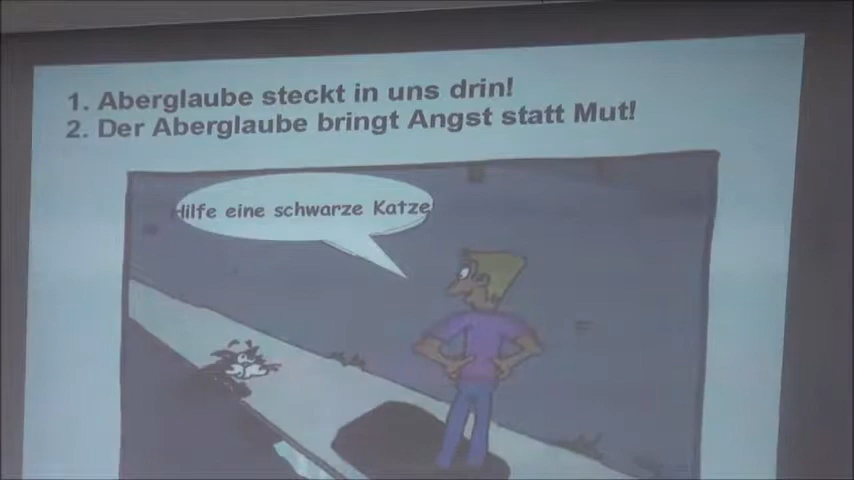 1. Aberglaube steckt in uns drin!
2. Der Aberglaube bringt Angst statt Mut!
Hilfe eine schwarze Katze